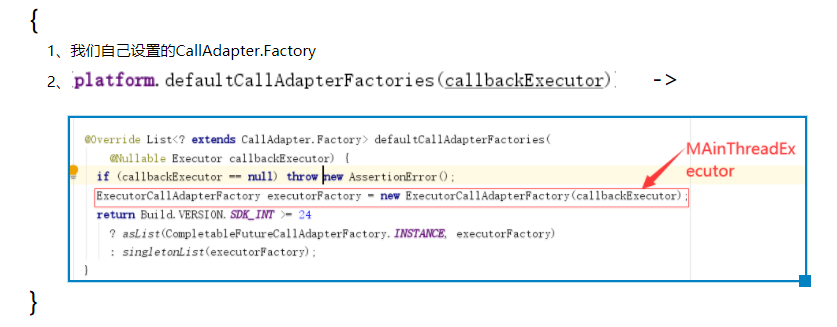 {
1、我们自己设置的CallAdapter.Factory
2、platform.defaultCallAdapterFactories(callbackExecutor) ->
@Override List<? extends CallAdapter.Factory> defaultCallAdapterFactories(
@Nullable Executor callbackExecutor) {
if (callbackExecutor == null) throw new AssertionError();
ExecutorCallAdapterFactory executorFactory = new ExecutorCallAdapterFactory(callbackExecutor);
return Build.VERSION.SDK_INT >= 24
? asList(CompletableFutureCallAdapterFactory.INSTANCE, executorFactory)
: singletonList(executorFactory);
}
MAinThreadEx
ecutor
}